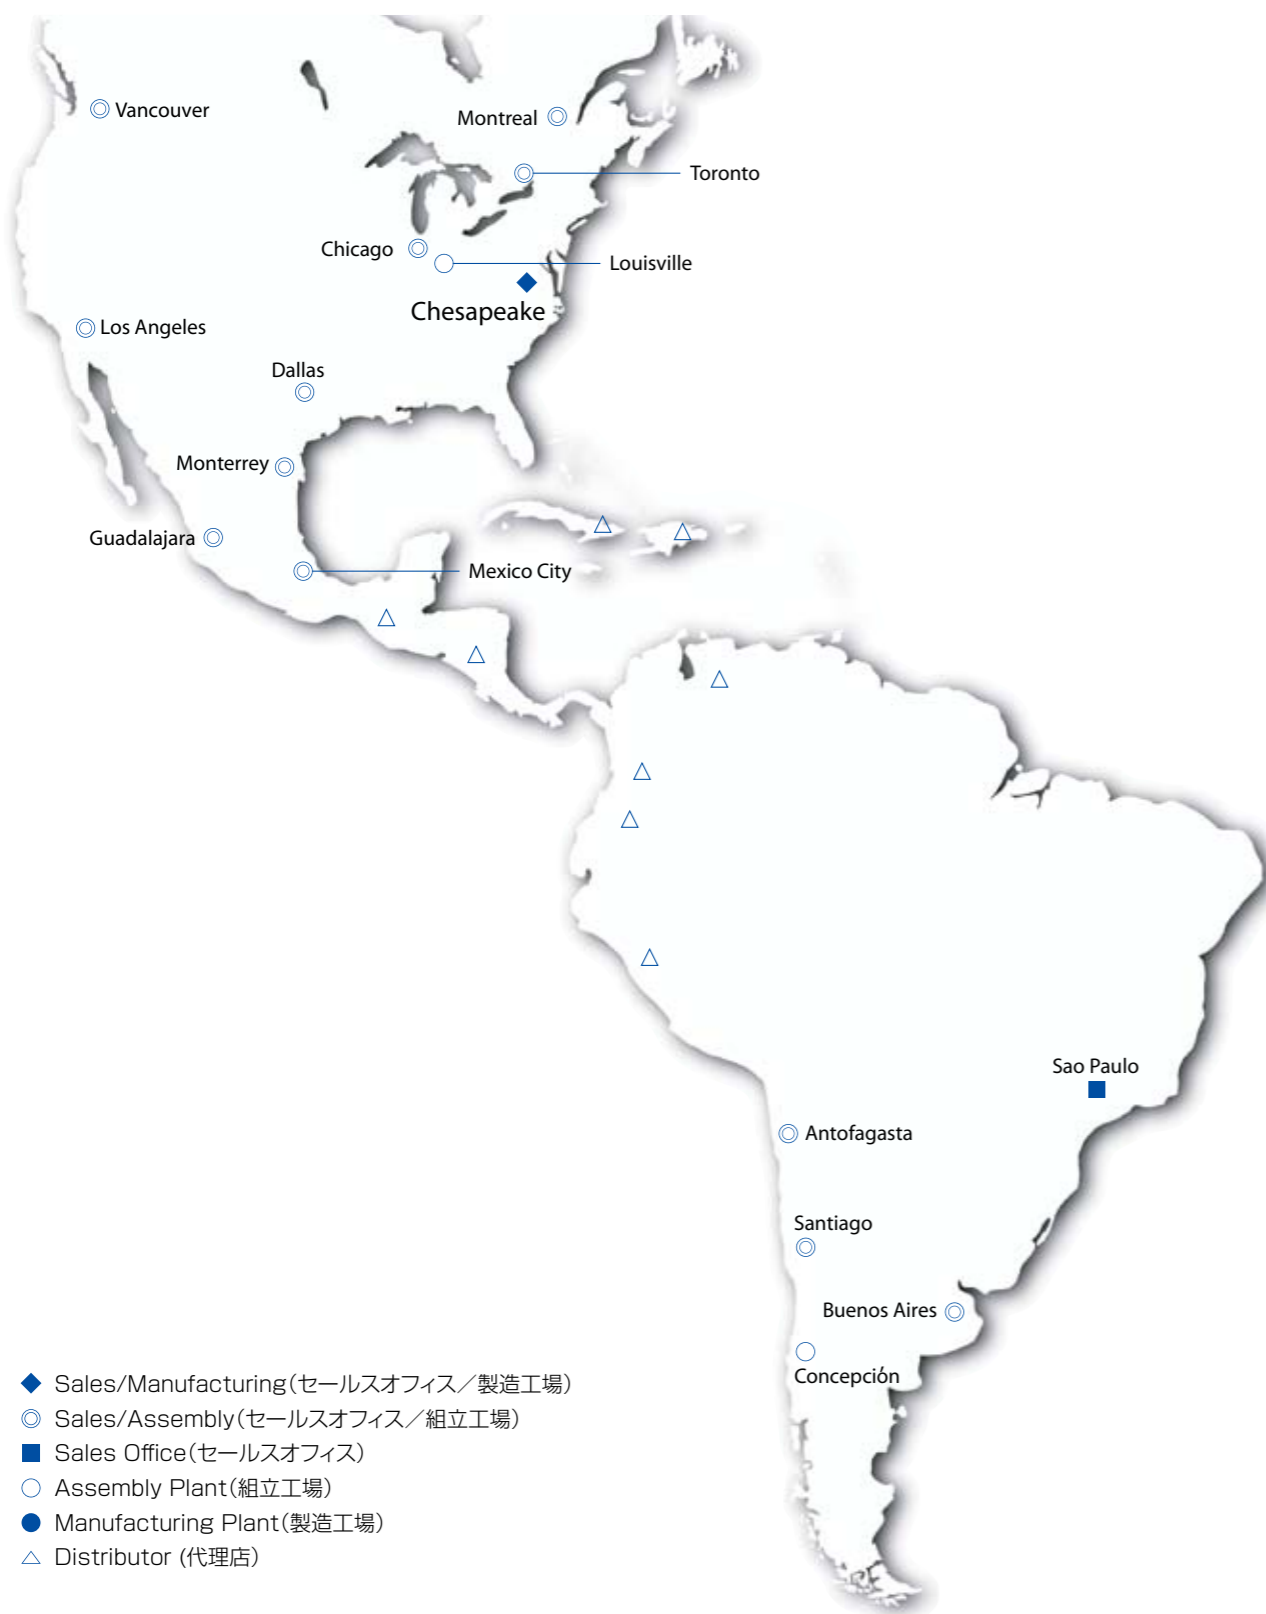 Vancouver
Montreal
Toronto
Chicago
Louisville
Chesapeake
Los Angeles
Dallas
Monterrey
Guadalajara
Mexico City
Sao Paulo
Antofagasta
Santiago
Buenos Aires
Concepción
Sales/Manufacturing(セールスオフィス／製造工場)
Sales/Assembly(セールスオフィス／組立工場)
Sales Office(セールスオフィス)
Assembly Plant(組立工場)
Manufacturing Plant(製造工場)
Distributor (代理店)